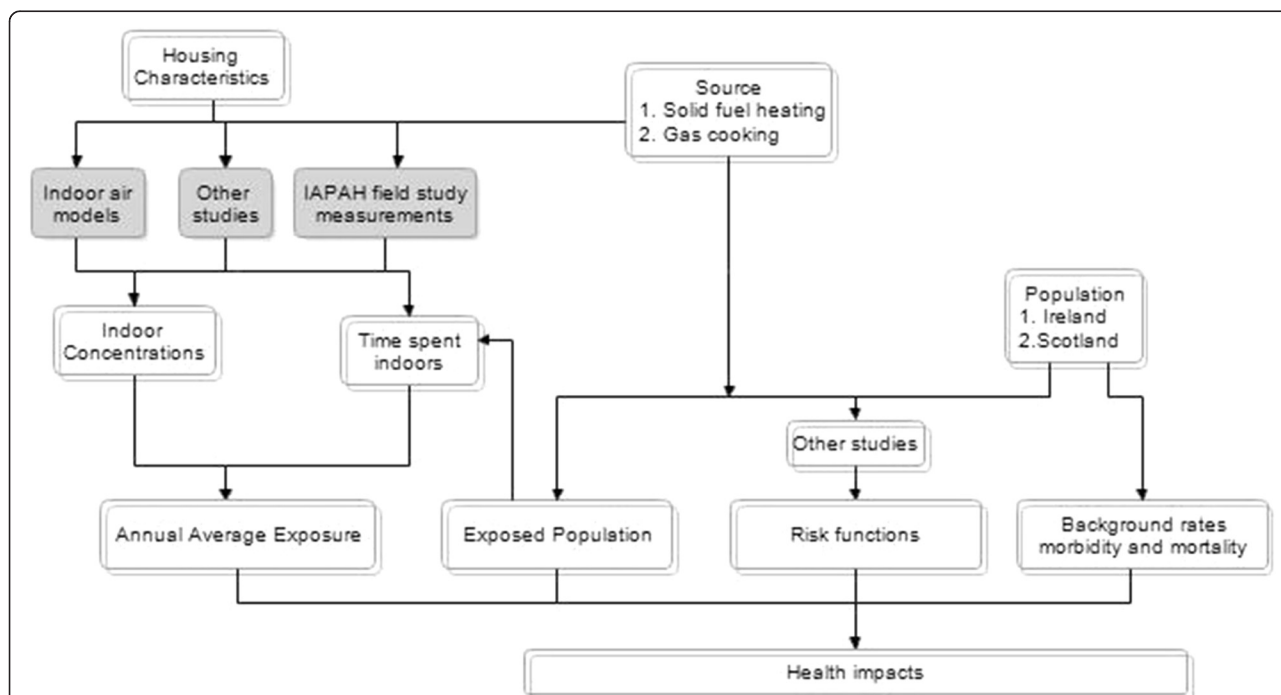 Housing
Characteristics
Source
1. Solid fuel heating
2. Gas cooking
Indoor air
models
Other
studies
IAPAH field study
measurements
Population
1. Ireland
2.Scotland
Indoor
Concentrations
Time spent
indoors
Other studies
Annual Average Exposure
Exposed Population
Risk functions
Background rates
morbidity and mortality
Health impacts